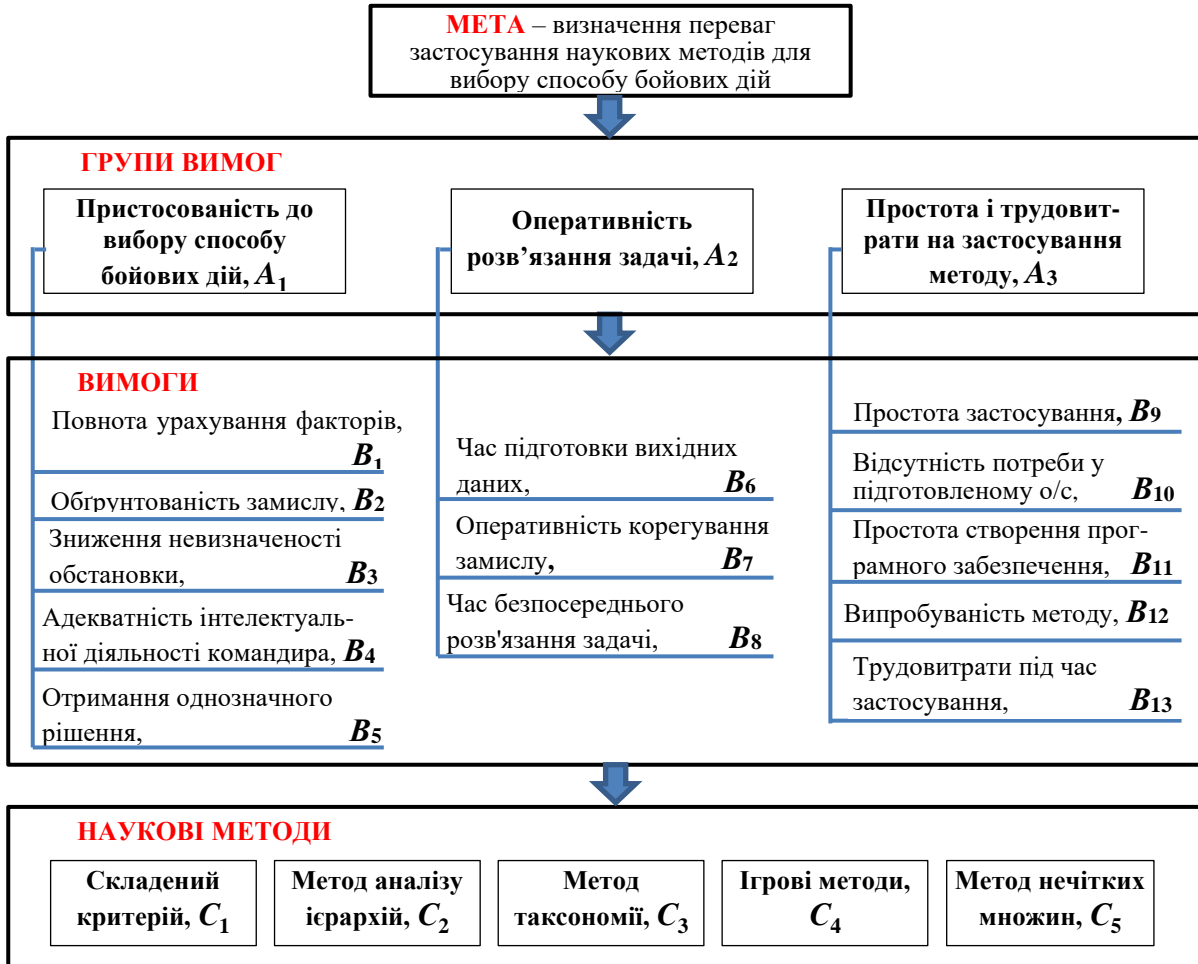 МЕТА – визначення переваг
застосування наукових методів для
вибору способу бойових дій
ГРУПИ ВИМОГ
Пристосованість до
вибору способу
бойових дій, A1
Оперативність
розв’язання задачі, A2
Простота і трудовит-
рати на застосування
методу, A3
ВИМОГИ
Повнота урахування факторів,
B1
Обґрунтованість замислу, B2
Зниження невизначеності
обстановки, B3
Адекватність інтелектуаль-
ної діяльності командира, B4
Отримання однозначного
рішення, B5
Час підготовки вихідних
даних, B6
Оперативність корегування
замислу, B7
Час безпосереднього
розв'язання задачі, B8
Простота застосування, B9
Відсутність потреби у
підготовленому о/с, B10
Простота створення прог-
рамного забезпечення, B11
Випробуваність методу, B12
Трудовитрати під час
застосування, B13
НАУКОВІ МЕТОДИ
Складений
критерій, C1
Метод аналізу
ієрархій, C2
Метод
таксономії, C3
Ігрові методи,
C4
Метод нечітких
множин, C5